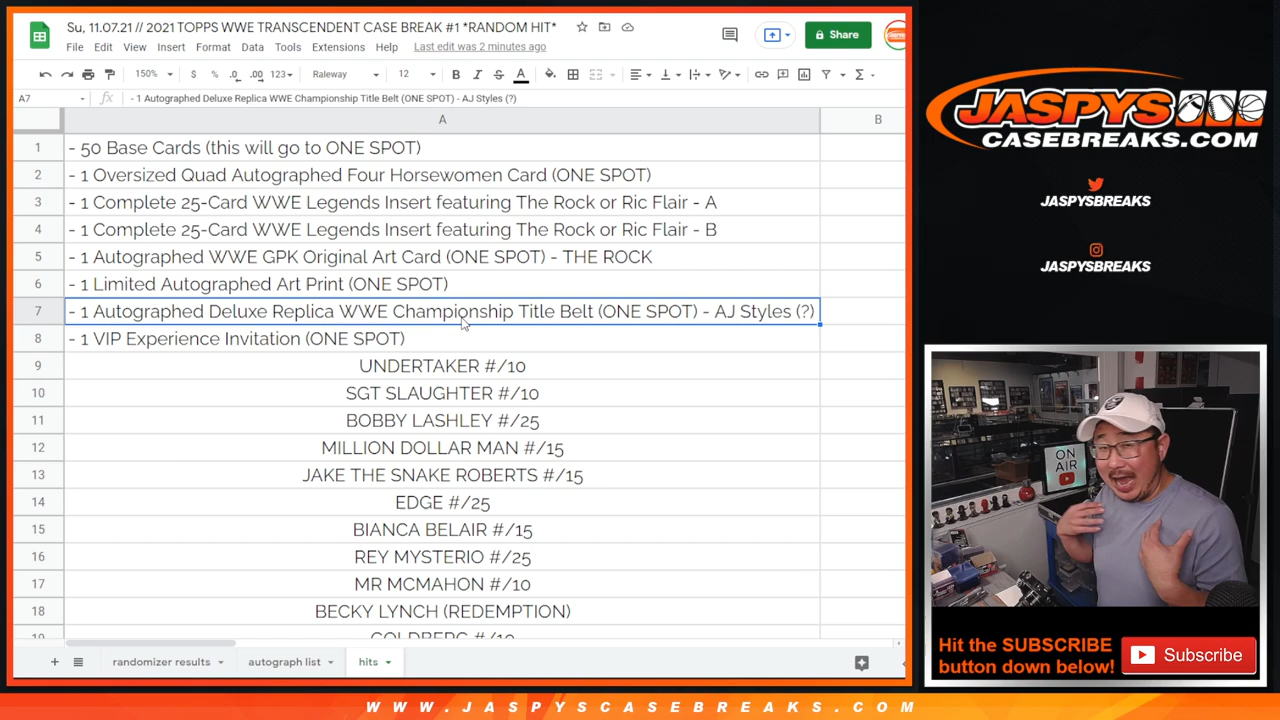 Su, 11.07.21 // 2021 TOPPS WWE TRANSCENDENT CASE BREAK #1 *RANDOM HIT*
Share
File Edit View Insert Format Data Tools Extensions Help Last edit was 2 minutes ago
150% $ % .0 .00 123 Raleway 12 B I S A
A7 fx - 1 Autographed Deluxe Replica WWE Championship Title Belt (ONE SPOT) - AJ Styles (?)
A B
1 - 50 Base Cards (this will go to ONE SPOT)
2 - 1 Oversized Quad Autographed Four Horsewomen Card (ONE SPOT)
3 - 1 Complete 25-Card WWE Legends Insert featuring The Rock or Ric Flair - A
4 - 1 Complete 25-Card WWE Legends Insert featuring The Rock or Ric Flair - B
5 - 1 Autographed WWE GPK Original Art Card (ONE SPOT) - THE ROCK
6 - 1 Limited Autographed Art Print (ONE SPOT)
7 - 1 Autographed Deluxe Replica WWE Championship Title Belt (ONE SPOT) - AJ Styles (?)
8 - 1 VIP Experience Invitation (ONE SPOT)
9 UNDERTAKER #/10
10 SGT SLAUGHTER #/10
11 BOBBY LASHLEY #/25
12 MILLION DOLLAR MAN #/15
13 JAKE THE SNAKE ROBERTS #/15
14 EDGE #/25
15 BIANCA BELAIR #/15
16 REY MYSTERIO #/25
17 MR MCMAHON #/10
18 BECKY LYNCH (REDEMPTION)
19 GOLDBERG #/10
randomizer results autograph list hits
JASPYS
CASEBREAKS.COM
JASPYSBREAKS
JASPYSBREAKS
ON
AIR
Hit the SUBSCRIBE
button down below!
Subscribe
WWW.JASPYSCASEBREAKS.COM